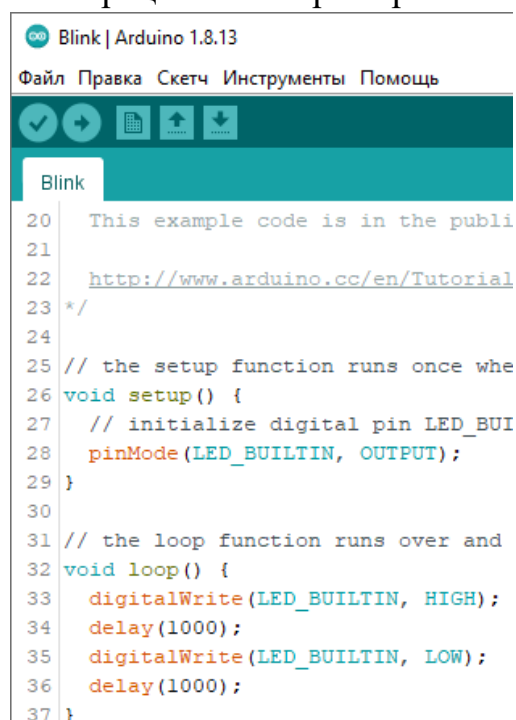 Blink | Arduino 1.8.13
Файл Правка Скетч Инструменты Помощь
Blink
20 This example code is in the publi
21
22 http://www.arduino.cc/en/Tutorial
23 */
24
25 // the setup function runs once whe
26 void setup() {
27 // initialize digital pin LED_BUI
28 pinMode(LED_BUILTIN, OUTPUT);
29 }
30
31 // the loop function runs over and
32 void loop() {
33 digitalWrite(LED_BUILTIN, HIGH);
34 delay(1000);
35 digitalWrite(LED_BUILTIN, LOW);
36 delay(1000);
37 }